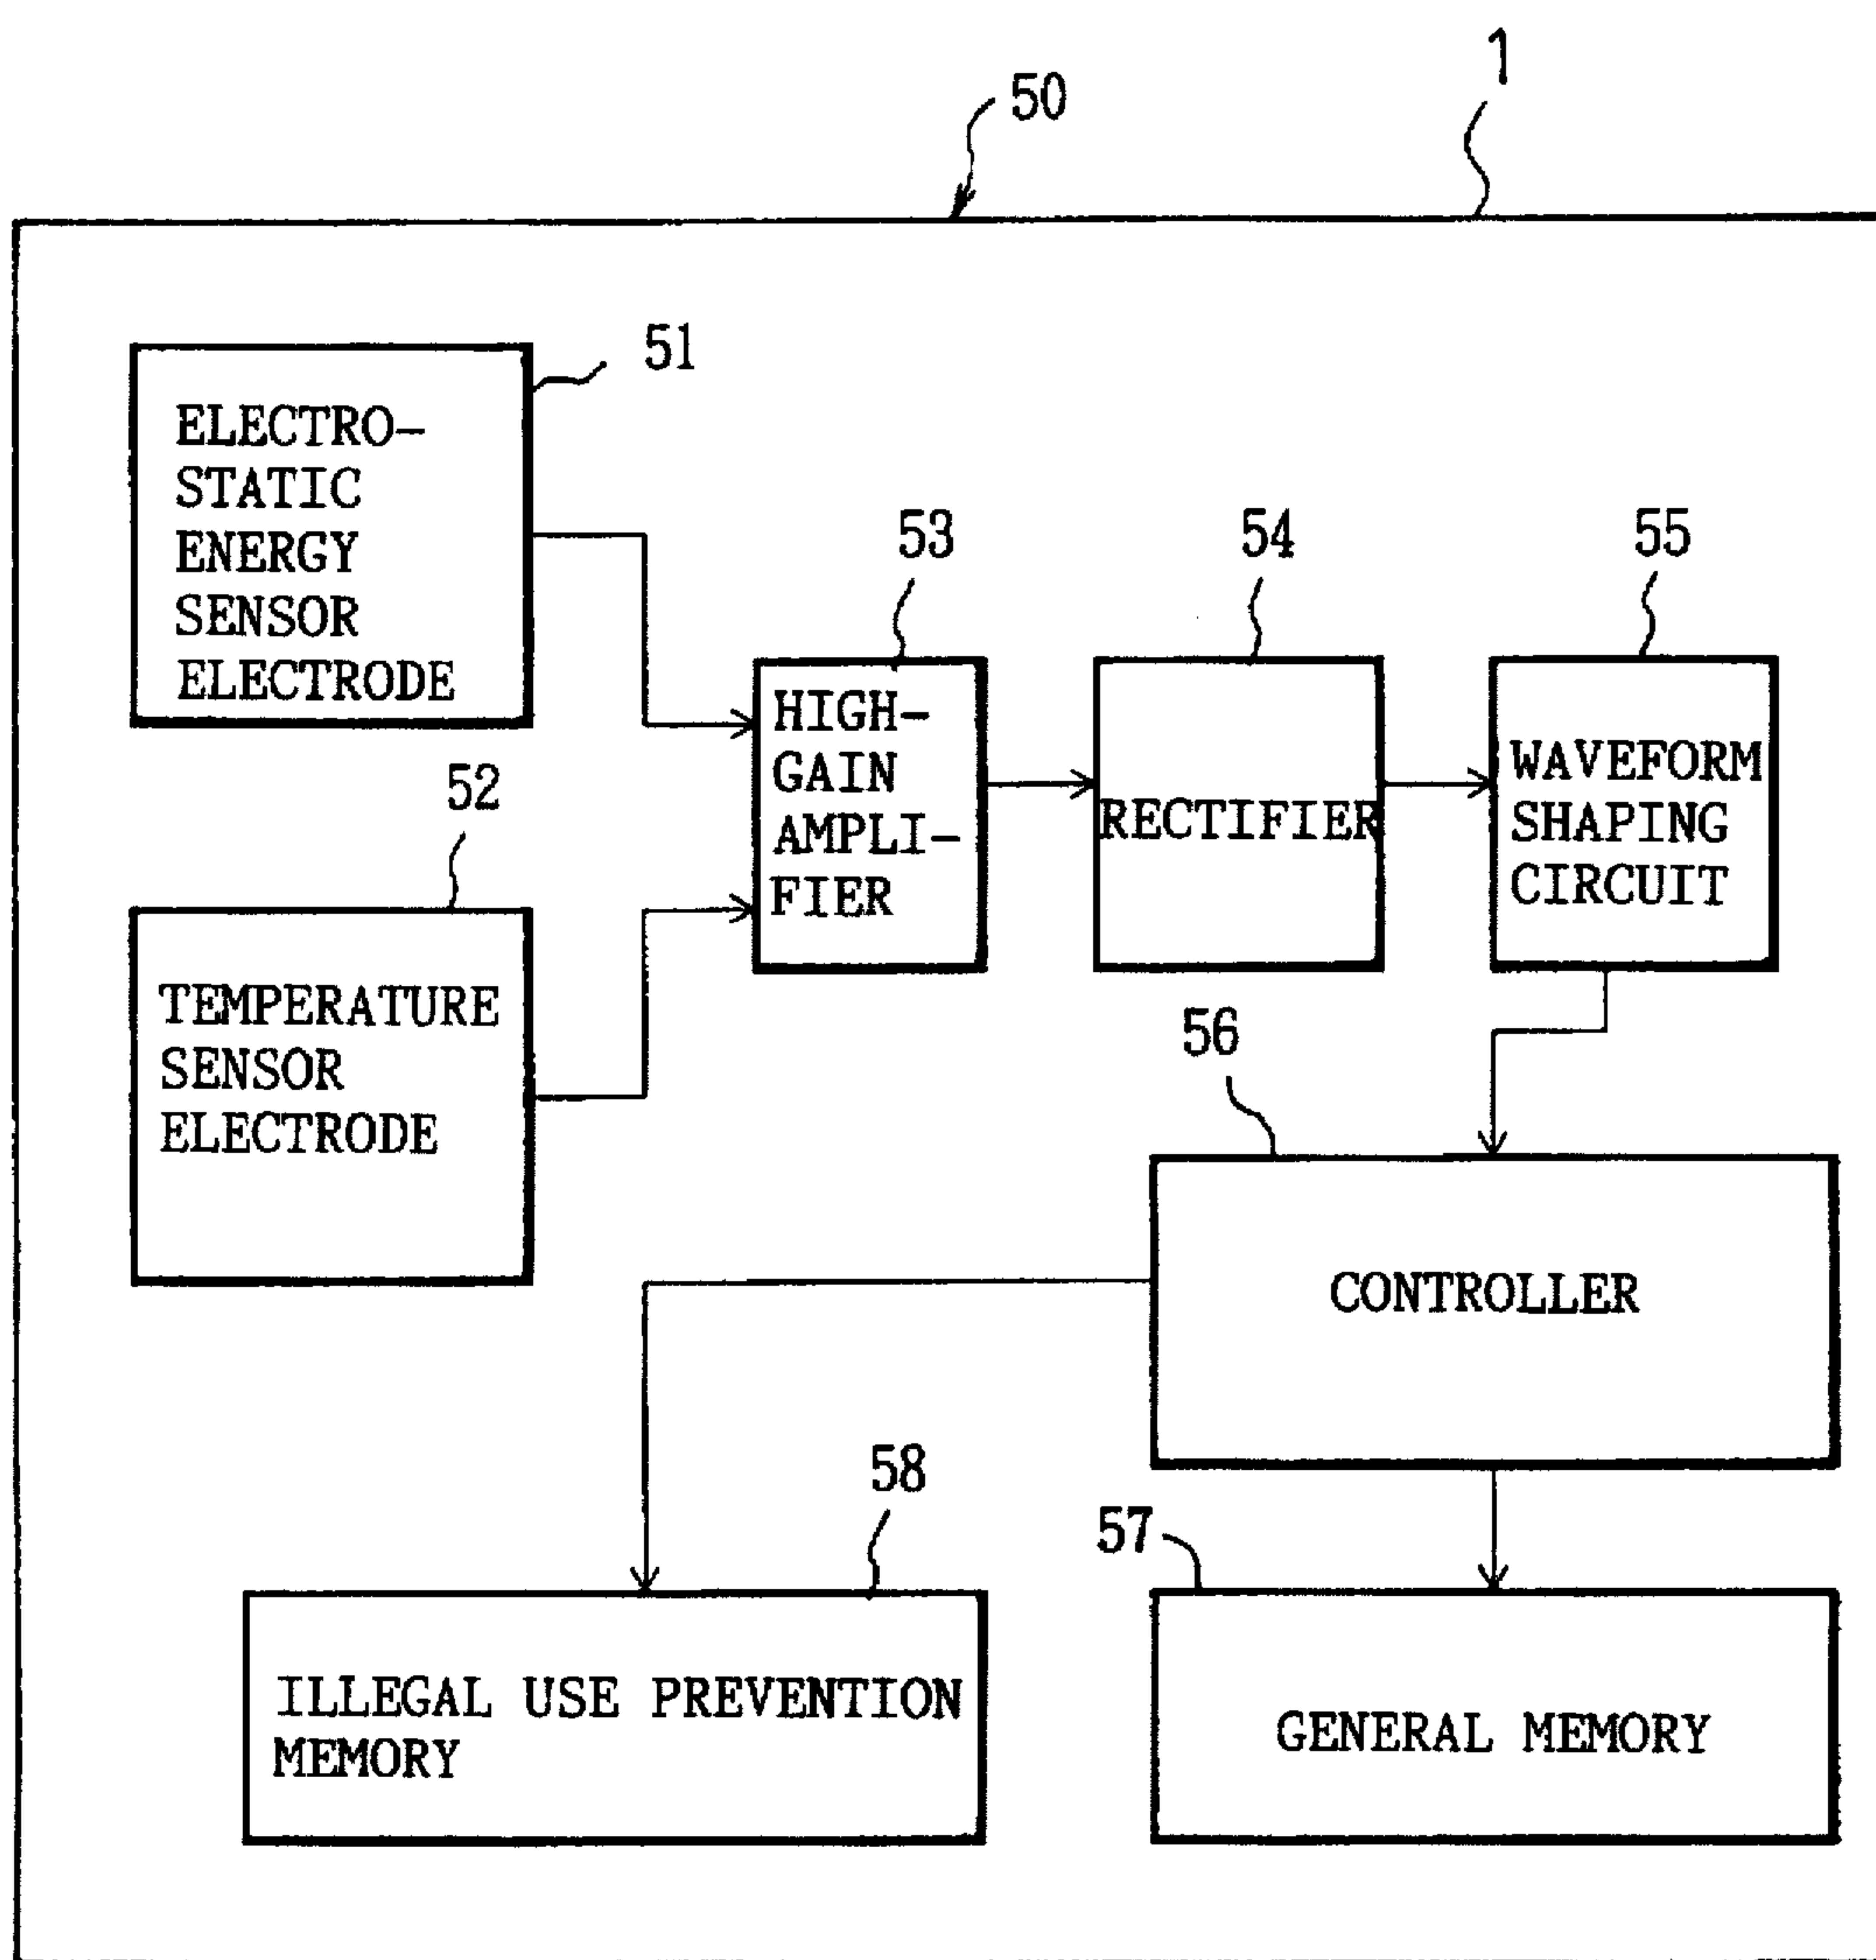 1
50
51
ELECTRO-
STATIC
ENERGY
SENSOR
ELECTRODE
52
TEMPERATURE
SENSOR
ELECTRODE
53
HIGH-
GAIN
AMPLI-
FIER
54
RECTIFIER
55
WAVEFORM
SHAPING
CIRCUIT
56
CONTROLLER
58
ILLEGAL USE PREVENTION
MEMORY
57
GENERAL MEMORY